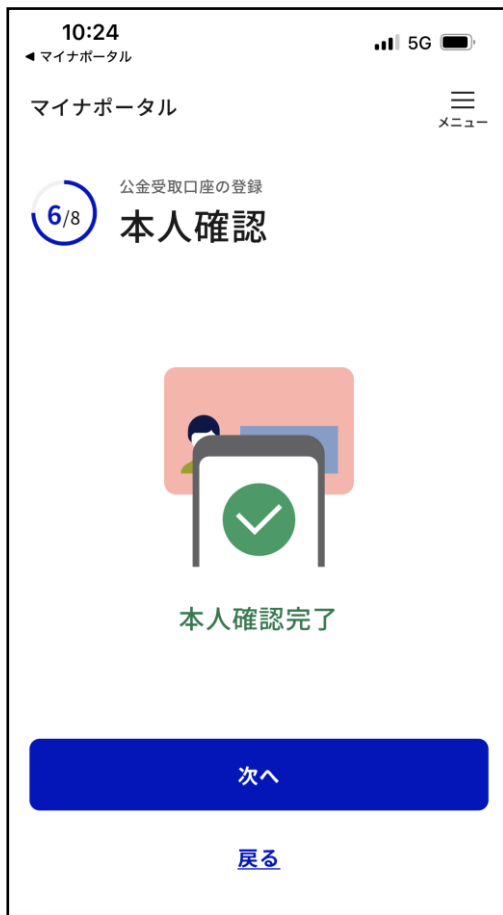 10:24
5G
◀ マイナポータル
マイナポータル
メニュー
公金受取口座の登録
6/8
本人確認
本人確認完了
次へ
戻る